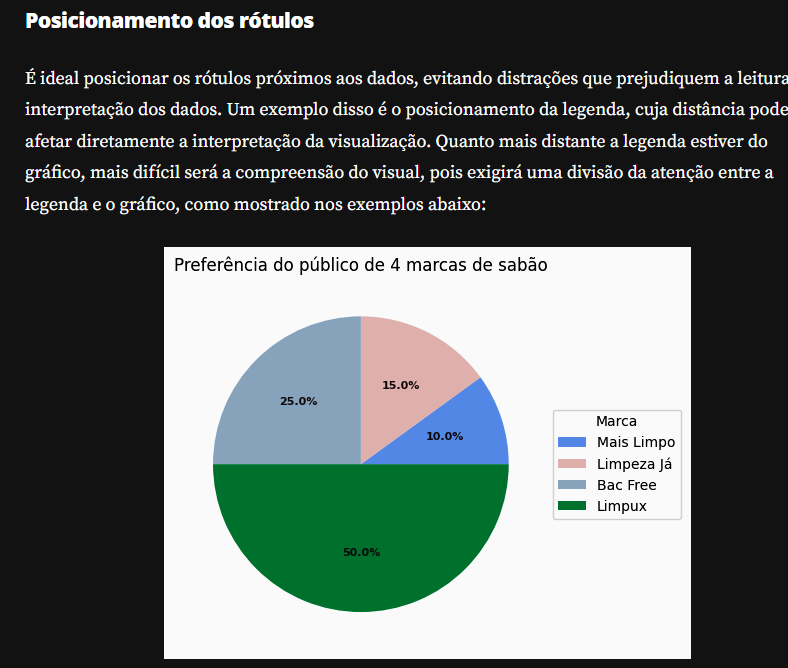 Posicionamento dos rótulos
É ideal posicionar os rótulos próximos aos dados, evitando distrações que prejudiquem a leitura
interpretação dos dados. Um exemplo disso é o posicionamento da legenda, cuja distância pode
afetar diretamente a interpretação da visualização. Quanto mais distante a legenda estiver do
gráfico, mais difícil será a compreensão do visual, pois exigirá uma divisão da atenção entre a
legenda e o gráfico, como mostrado nos exemplos abaixo:
Preferência do público de 4 marcas de sabão
15.0%
25.0%
10.0%
50.0%
Marca
Mais Limpo
Limpeza Já
Bac Free
Limpux